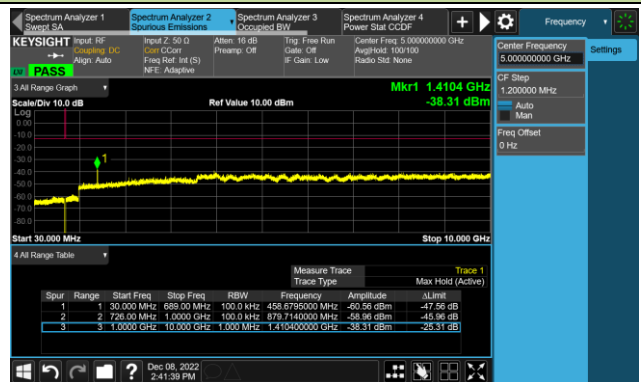 Spectrum Analyzer 1
Swept SA
Spectrum Analyzer 2
Spurious Emissions
Spectrum Analyzer 3
Occupied BW
Spectrum Analyzer 4
Power Stat CCDF
Frequency
KEYSIGHT
Input: RF
Coupling: DC
Align: Auto
Input Z: 50 Ω
Corr CCorr
Freq Ref: Int (S)
NFE: Adaptive
Atten: 16 dB
Preamp: Off
Trig: Free Run
Gate: Off
IF Gain: Low
Center Freq: 5.000000000 GHz
Avg|Hold: 100/100
Radio Std: None
PASS
Center Frequency
5.000000000 GHz
Settings
CF Step
1.200000 MHz
Auto
Man
Freq Offset
0 Hz
3 All Range Graph
Mkr1 1.4104 GHz
Scale/Div 10.0 dB
Ref Value 10.00 dBm
-38.31 dBm
Log
0.00
-10.0
-20.0
-30.0
-40.0
-50.0
-60.0
-70.0
-80.0
1
Start 30.000 MHz
Stop 10.000 GHz
4 All Range Table
Measure Trace Trace 1
Trace Type Max Hold (Active)
Spur Range Start Freq Stop Freq RBW Frequency Amplitude ΔLimit
1 1 30.000 MHz 689.00 MHz 100.0 kHz 458.6795000 MHz -60.56 dBm -47.56 dB
2 2 726.00 MHz 1.0000 GHz 100.0 kHz 879.7140000 MHz -58.96 dBm -45.96 dB
3 3 1.0000 GHz 10.000 GHz 1.000 MHz 1.410400000 GHz -38.31 dBm -25.31 dB
?
Dec 08, 2022
2:41:39 PM